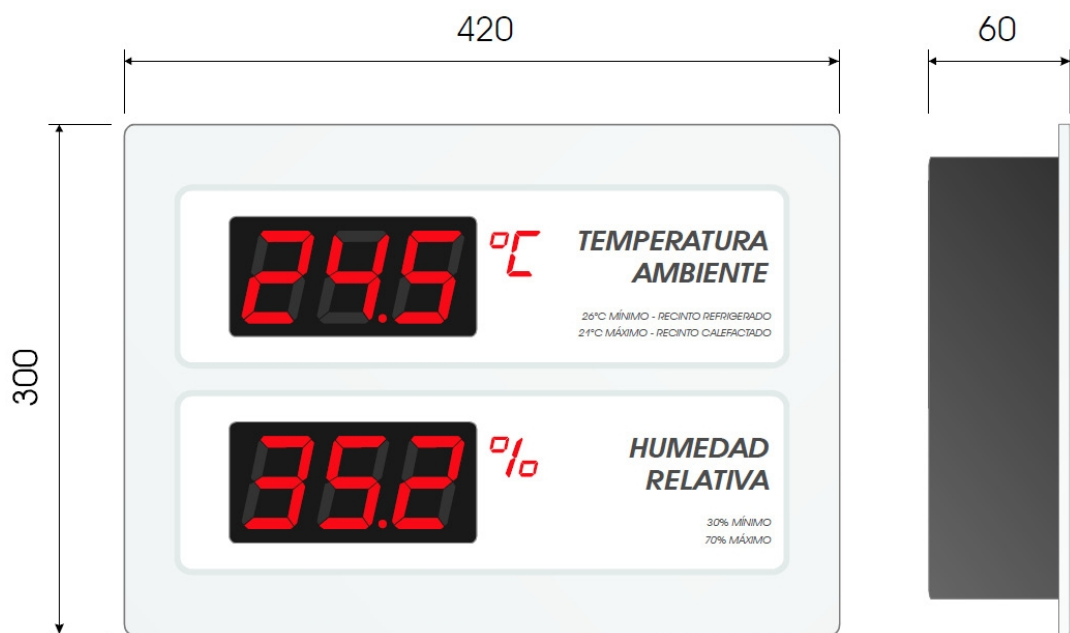 420
60
300
24.5 °C
TEMPERATURA
AMBIENTE
26°C MÍNIMO - RECINTO REFRIGERADO
21°C MÁXIMO - RECINTO CALEFACTADO
35.2 %
HUMEDAD
RELATIVA
30% MÍNIMO
70% MÁXIMO